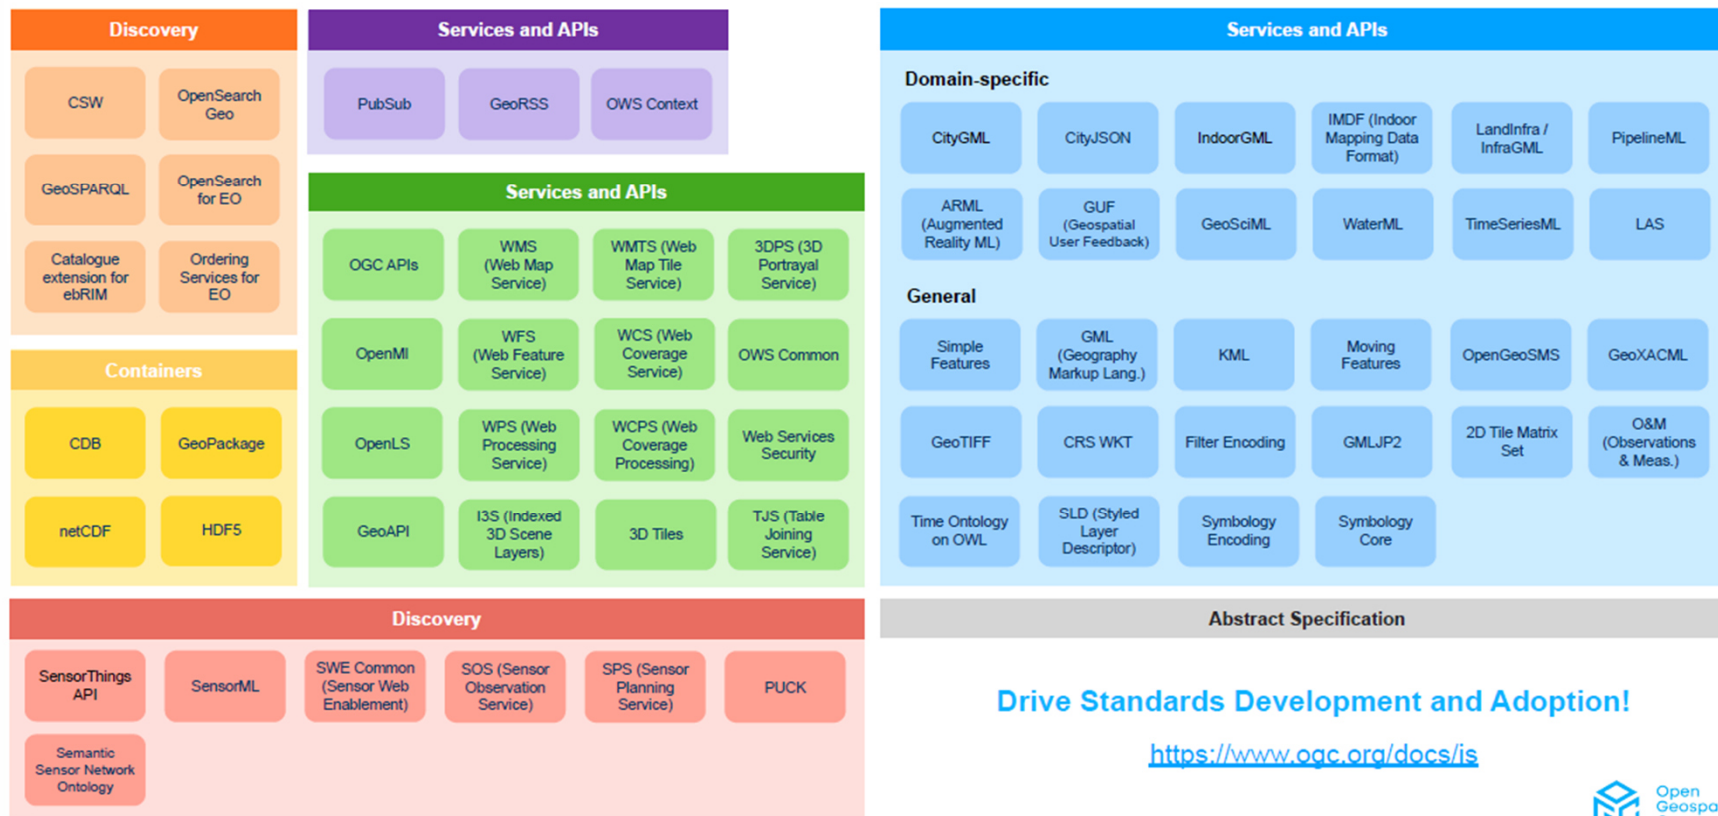 Discovery
CSW
OpenSearch
Geo
GeoSPARQL
OpenSearch
for EO
Catalogue
extension for
ebRIM
Ordering
Services for
EO
Containers
CDB
GeoPackage
netCDF
HDF5
Services and APIs
PubSub
GeoRSS
OWS Context
Services and APIs
OGC APIs
WMS
(Web Map
Service)
WMTS (Web
Map Tile
Service)
3DPS (3D
Portrayal
Service)
OpenMI
WFS
(Web Feature
Service)
WCS (Web
Coverage
Service)
OWS Common
OpenLS
WPS (Web
Processing
Service)
WCPS (Web
Coverage
Processing)
Web Services
Security
GeoAPI
I3S (Indexed
3D Scene
Layers)
3D Tiles
TJS (Table
Joining
Service)
Services and APIs
Domain-specific
CityGML
CityJSON
IndoorGML
IMDF (Indoor
Mapping Data
Format)
LandInfra /
InfraGML
PipelineML
ARML
(Augmented
Reality ML)
GUF
(Geospatial
User Feedback)
GeoSciML
WaterML
TimeSeriesML
LAS
General
Simple
Features
GML
(Geography
Markup Lang.)
KML
Moving
Features
OpenGeoSMS
GeoXACML
GeoTIFF
CRS WKT
Filter Encoding
GMLJP2
2D Tile Matrix
Set
O&M
(Observations
& Meas.)
Time Ontology
on OWL
SLD (Styled
Layer
Descriptor)
Symbology
Encoding
Symbology
Core
Discovery
SensorThings
API
SensorML
SWE Common
(Sensor Web
Enablement)
SOS (Sensor
Observation
Service)
SPS (Sensor
Planning
Service)
PUCK
Semantic
Sensor Network
Ontology
Abstract Specification
Drive Standards Development and Adoption!
https://www.ogc.org/docs/is
Open
Geospa